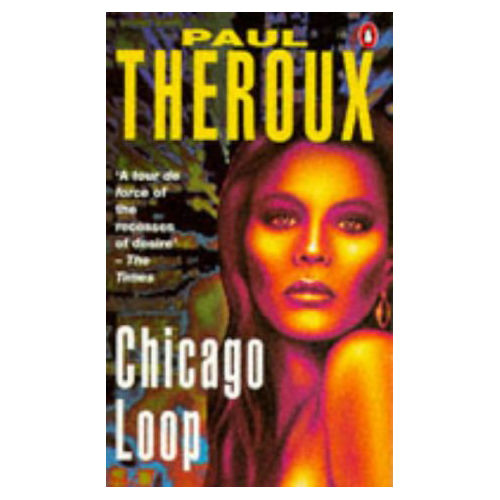 PAUL
THEROUX
'A tour de
force of
the
recesses
of desire'
– The
Times
Chicago
Loop